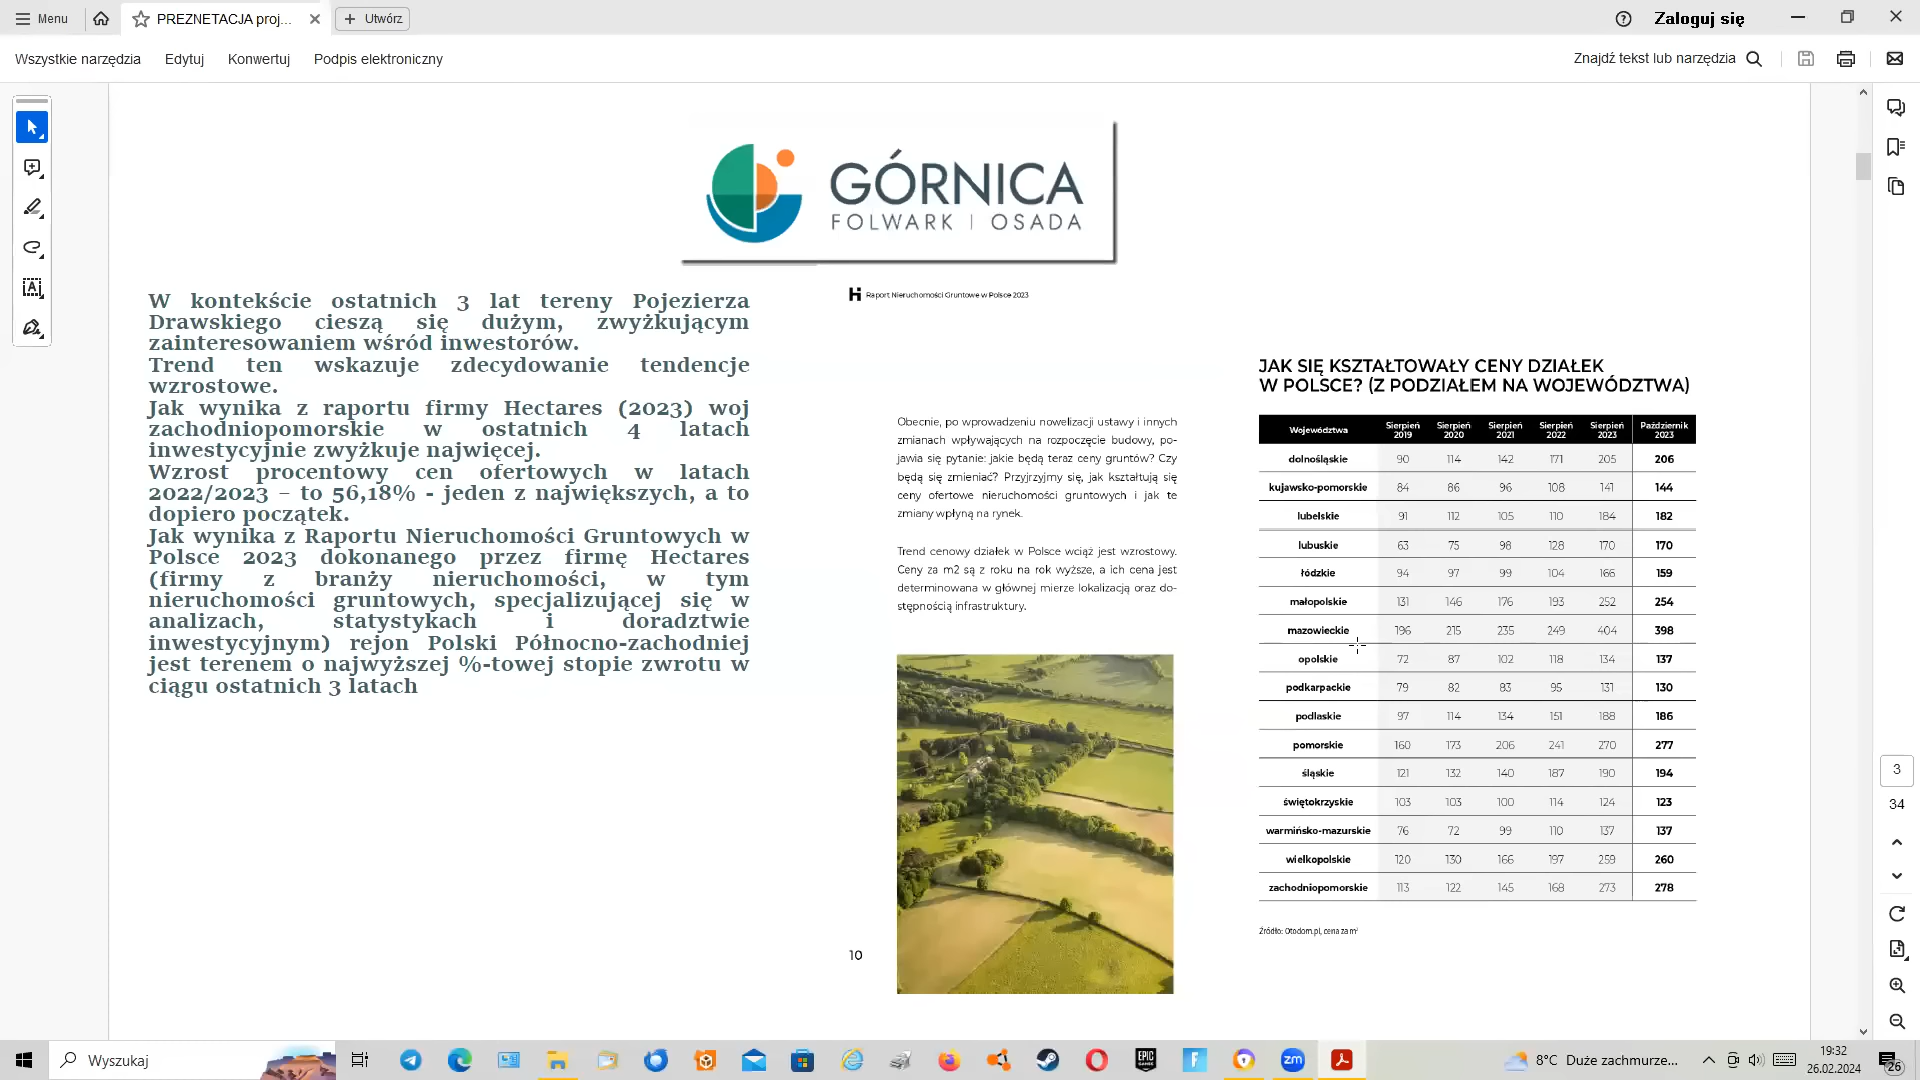 Menu
PREZNETACJA proj...
Utwórz
Zaloguj się
Wszystkie narzędzia
Edytuj
Konwertuj
Podpis elektroniczny
Znajdź tekst lub narzędzia
GÓRNICA
FOLWARK | OSADA
W kontekście ostatnich 3 lat tereny Pojezierza
Drawskiego cieszą się dużym, zwyżkującym
zainteresowaniem wśród inwestorów.
Trend ten wskazuje zdecydowanie tendencje
wzrostowe.
Jak wynika z raportu firmy Hectares (2023) woj
zachodniopomorskie w ostatnich 4 latach
inwestycyjnie zwyżkuje najwięcej.
Wzrost procentowy cen ofertowych w latach
2022/2023 – to 56,18% - jeden z największych, a to
dopiero początek.
Jak wynika z Raportu Nieruchomości Gruntowych w
Polsce 2023 dokonanego przez firmę Hectares
(firmy z branży nieruchomości, w tym
nieruchomości gruntowych, specjalizującej się w
analizach, statystykach i doradztwie
inwestycyjnym) rejon Polski Północno-zachodniej
jest terenem o najwyższej %-towej stopie zwrotu w
ciągu ostatnich 3 latach
H Raport Nieruchomości Gruntowe w Polsce 2023
Obecnie, po wprowadzeniu nowelizacji ustawy i innych
zmianach wpływających na rozpoczęcie budowy, po-
jawia się pytanie: jakie będą teraz ceny gruntów? Czy
będą się zmieniać? Przyjrzyjmy się, jak kształtują się
ceny ofertowe nieruchomości gruntowych i jak te
zmiany wpłyną na rynek.
Trend cenowy działek w Polsce wciąż jest wzrostowy.
Ceny za m2 są z roku na rok wyższe, a ich cena jest
determinowana w głównej mierze lokalizacją oraz do-
stępnością infrastruktury.
10
JAK SIĘ KSZTAŁTOWAŁY CENY DZIAŁEK
W POLSCE? (Z PODZIAŁEM NA WOJEWÓDZTWA)
Województwa Sierpień 2019 Sierpień 2020 Sierpień 2021 Sierpień 2022 Sierpień 2023 Październik 2023
dolnośląskie 90 114 142 171 205 206
kujawsko-pomorskie 84 86 96 108 141 144
lubelskie 91 112 105 110 184 182
lubuskie 63 75 98 128 170 170
łódzkie 94 97 99 104 166 159
małopolskie 131 146 176 193 252 254
mazowieckie 196 215 235 249 404 398
opolskie 72 87 102 118 134 137
podkarpackie 79 82 83 95 131 130
podlaskie 97 114 134 151 188 186
pomorskie 160 173 206 241 270 277
śląskie 121 132 140 187 190 194
świętokrzyskie 103 103 100 114 124 123
warmińsko-mazurskie 76 72 99 110 137 137
wielkopolskie 120 130 166 197 259 260
zachodniopomorskie 113 122 145 168 273 278
Źródło: Otodom.pl, cena za m²
3
34
Wyszukaj
EPIC GAMES
zm
8°C Duże zachmurze...
19:32
26.02.2024
26